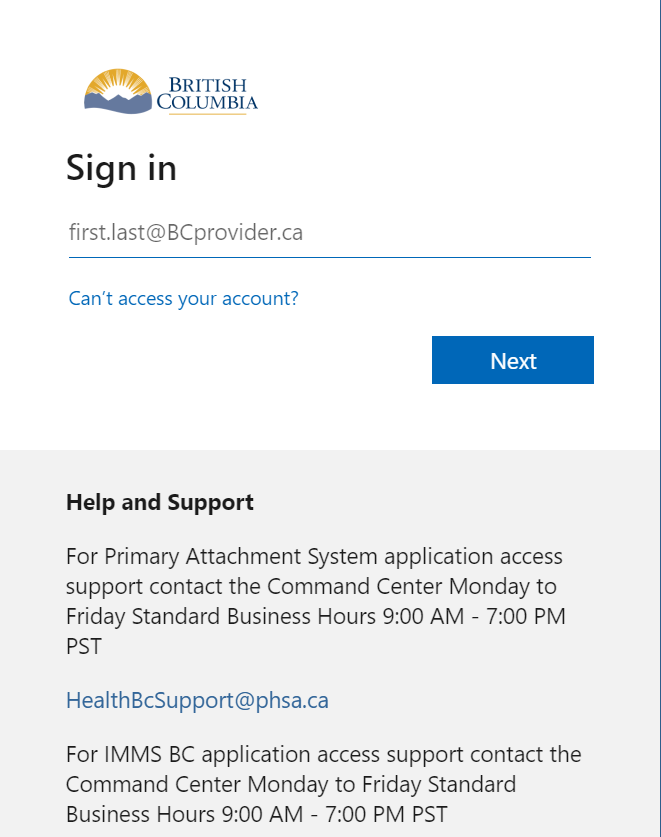 BRITISH
COLUMBIA
Sign in
first.last@BCprovider.ca
Can’t access your account?
Next
Help and Support
For Primary Attachment System application access
support contact the Command Center Monday to
Friday Standard Business Hours 9:00 AM - 7:00 PM
PST
HealthBcSupport@phsa.ca
For IMMS BC application access support contact the
Command Center Monday to Friday Standard
Business Hours 9:00 AM - 7:00 PM PST